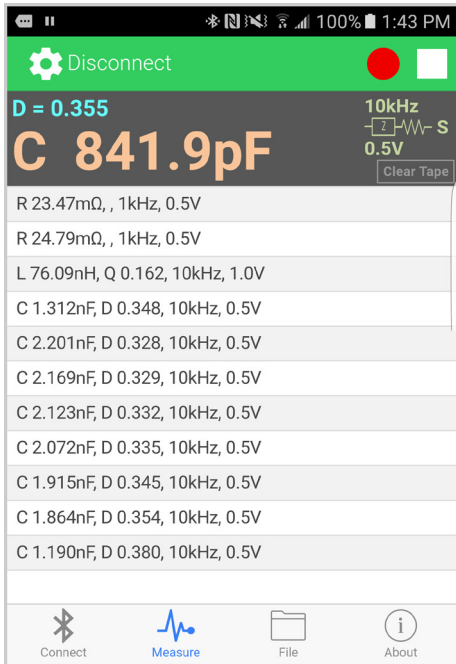 100% 1:43 PM
Disconnect
D = 0.355
10kHz
Z S
C 841.9pF
0.5V
Clear Tape
R 23.47mΩ, , 1kHz, 0.5V
R 24.79mΩ, , 1kHz, 0.5V
L 76.09nH, Q 0.162, 10kHz, 1.0V
C 1.312nF, D 0.348, 10kHz, 0.5V
C 2.201nF, D 0.328, 10kHz, 0.5V
C 2.169nF, D 0.329, 10kHz, 0.5V
C 2.123nF, D 0.332, 10kHz, 0.5V
C 2.072nF, D 0.335, 10kHz, 0.5V
C 1.915nF, D 0.345, 10kHz, 0.5V
C 1.864nF, D 0.354, 10kHz, 0.5V
C 1.190nF, D 0.380, 10kHz, 0.5V
Connect Measure File About